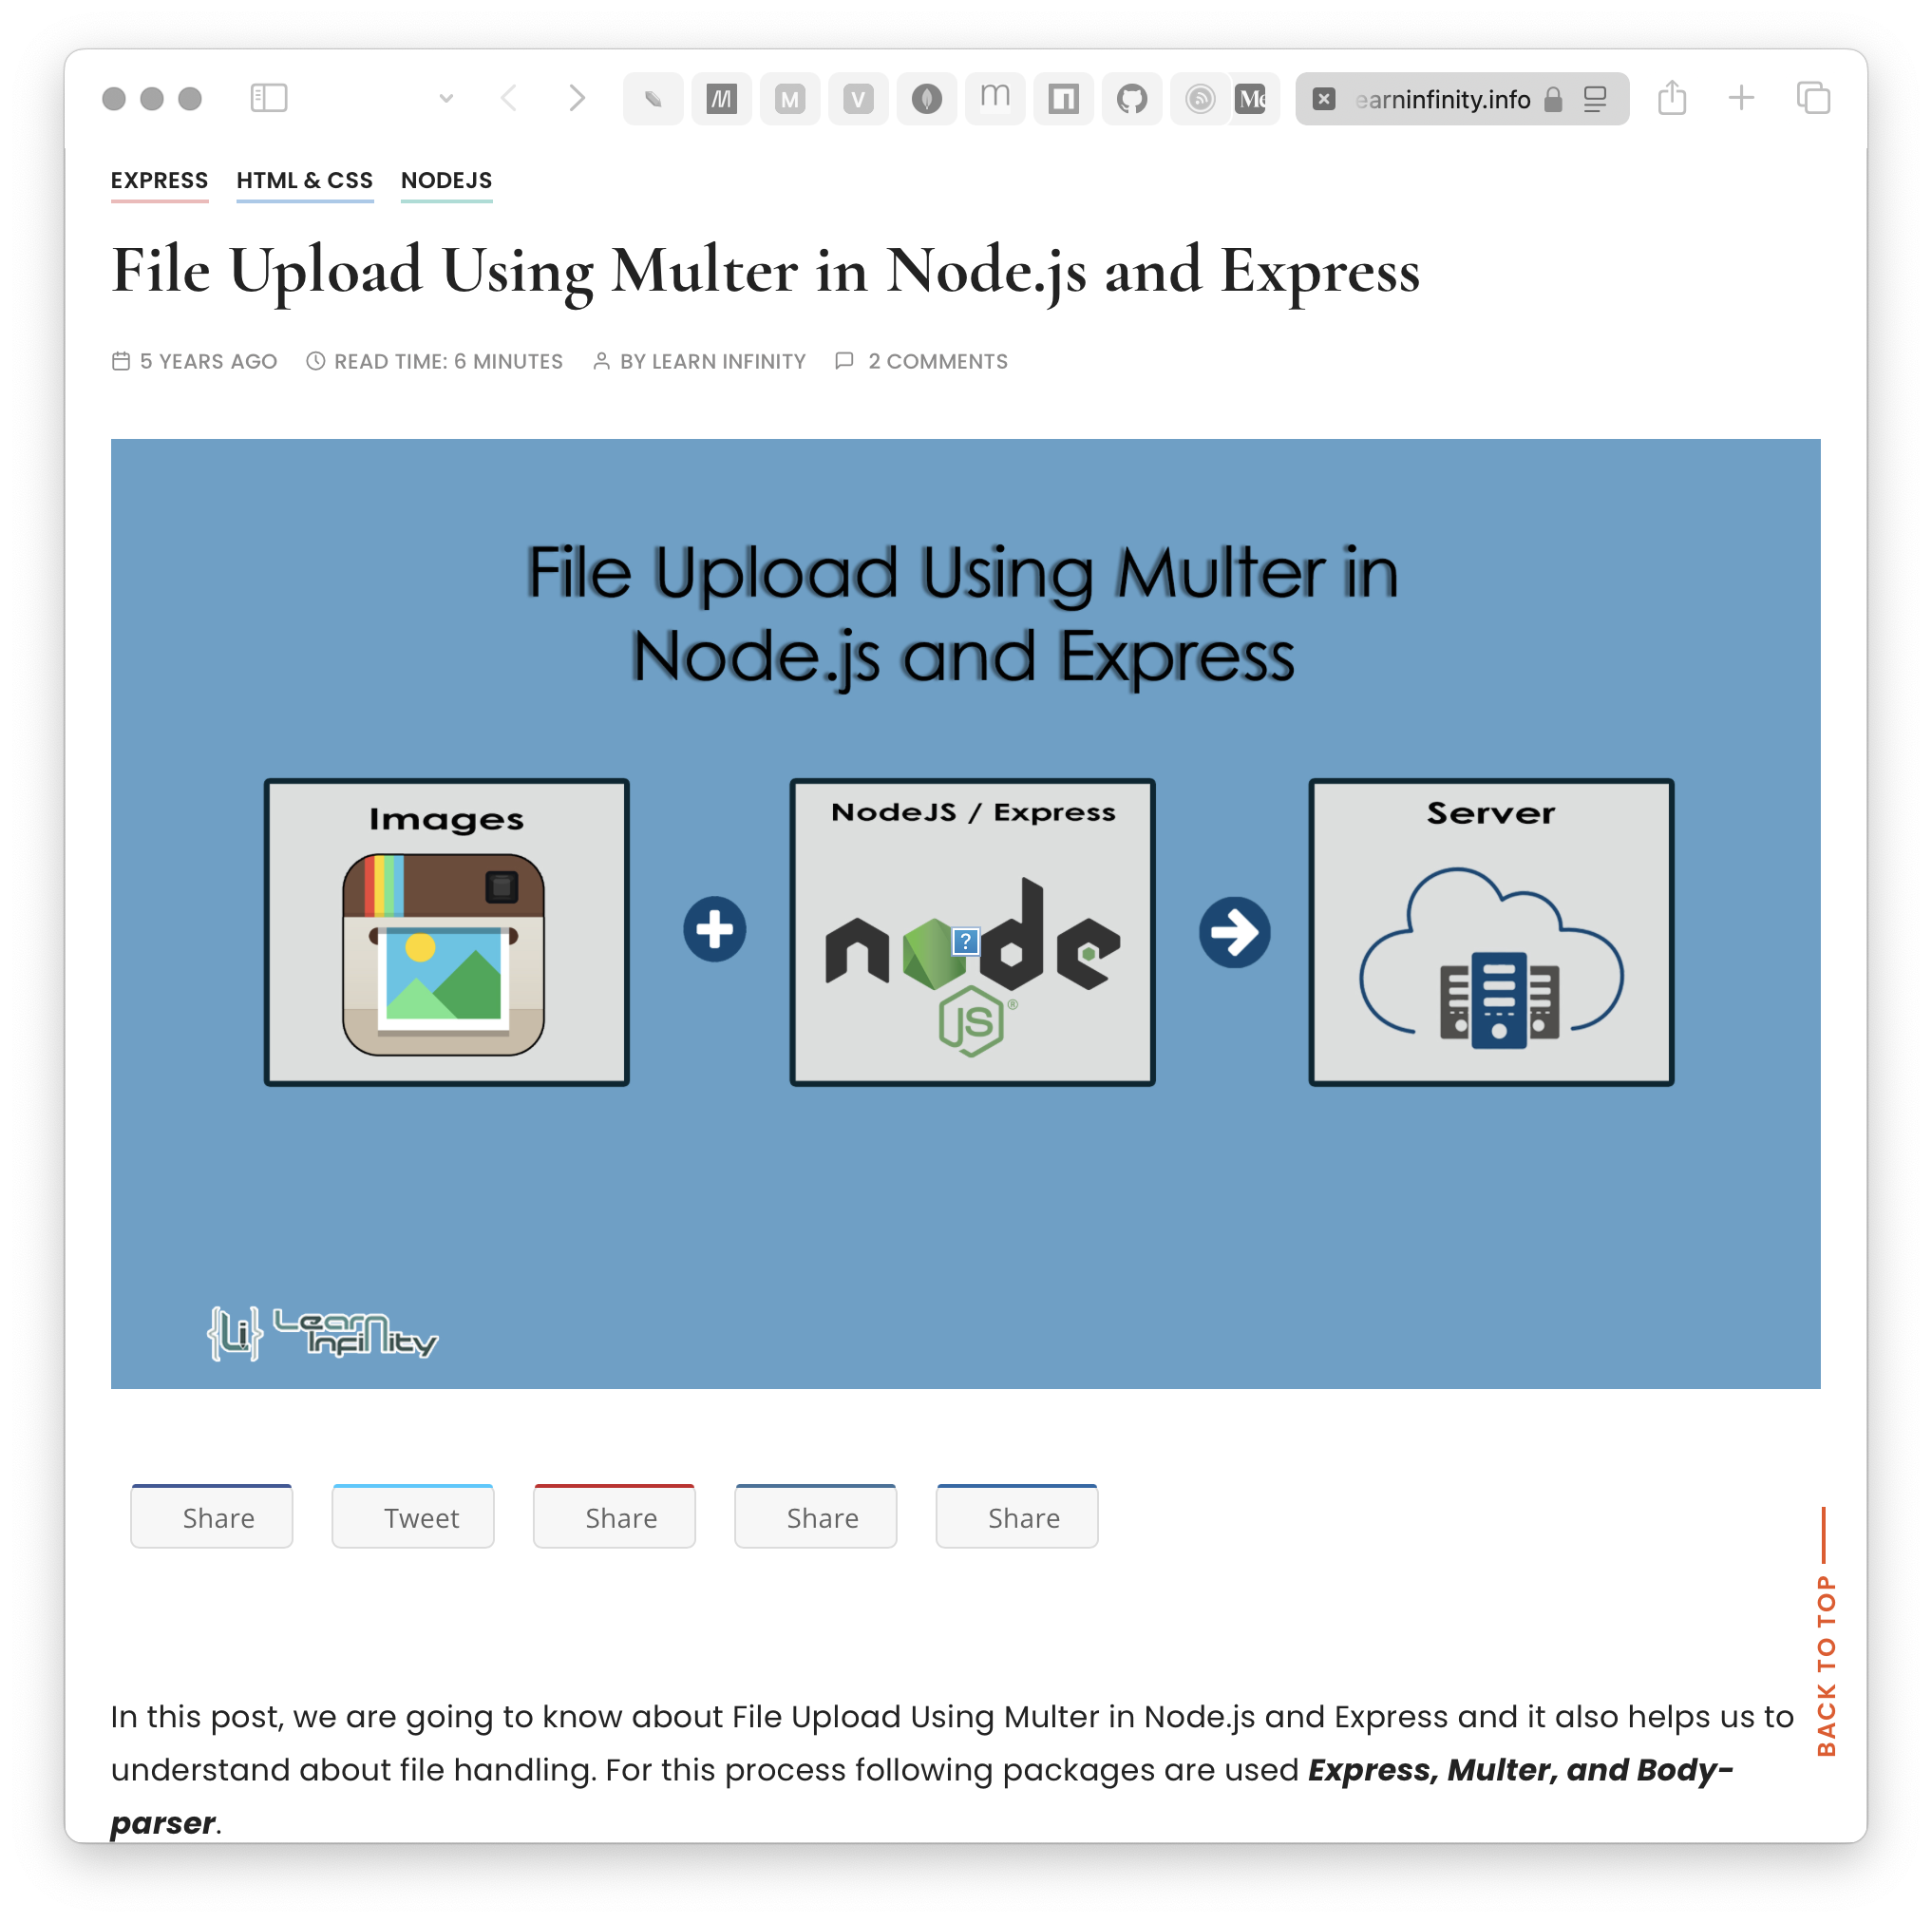 earninfinity.info
EXPRESS HTML & CSS NODEJS
File Upload Using Multer in Node.js and Express
5 YEARS AGO READ TIME: 6 MINUTES BY LEARN INFINITY 2 COMMENTS
File Upload Using Multer in
Node.js and Express
Images
NodeJS / Express
Server
node
JS
Li Learn
Infinity
Share Tweet Share Share Share
BACK TO TOP
In this post, we are going to know about File Upload Using Multer in Node.js and Express and it also helps us to
understand about file handling. For this process following packages are used Express, Multer, and Body-
parser.